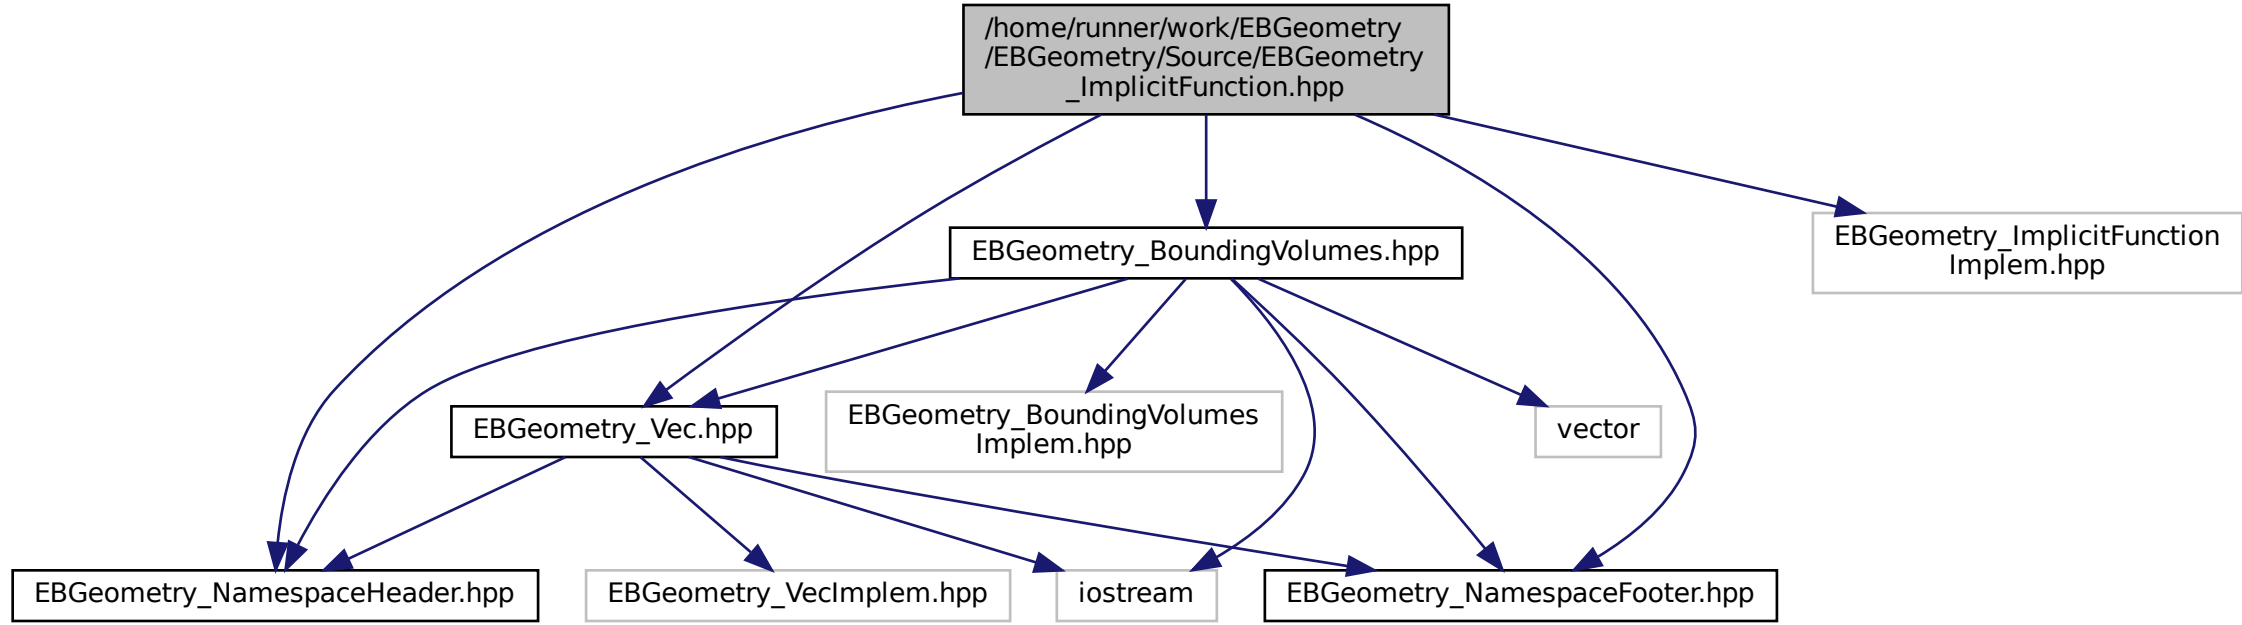 /home/runner/work/EBGeometry
/EBGeometry/Source/EBGeometry
_ImplicitFunction.hpp
EBGeometry_ImplicitFunction
Implem.hpp
EBGeometry_BoundingVolumes.hpp
EBGeometry_Vec.hpp
EBGeometry_BoundingVolumes
Implem.hpp
vector
EBGeometry_NamespaceHeader.hpp
EBGeometry_VecImplem.hpp
iostream
EBGeometry_NamespaceFooter.hpp